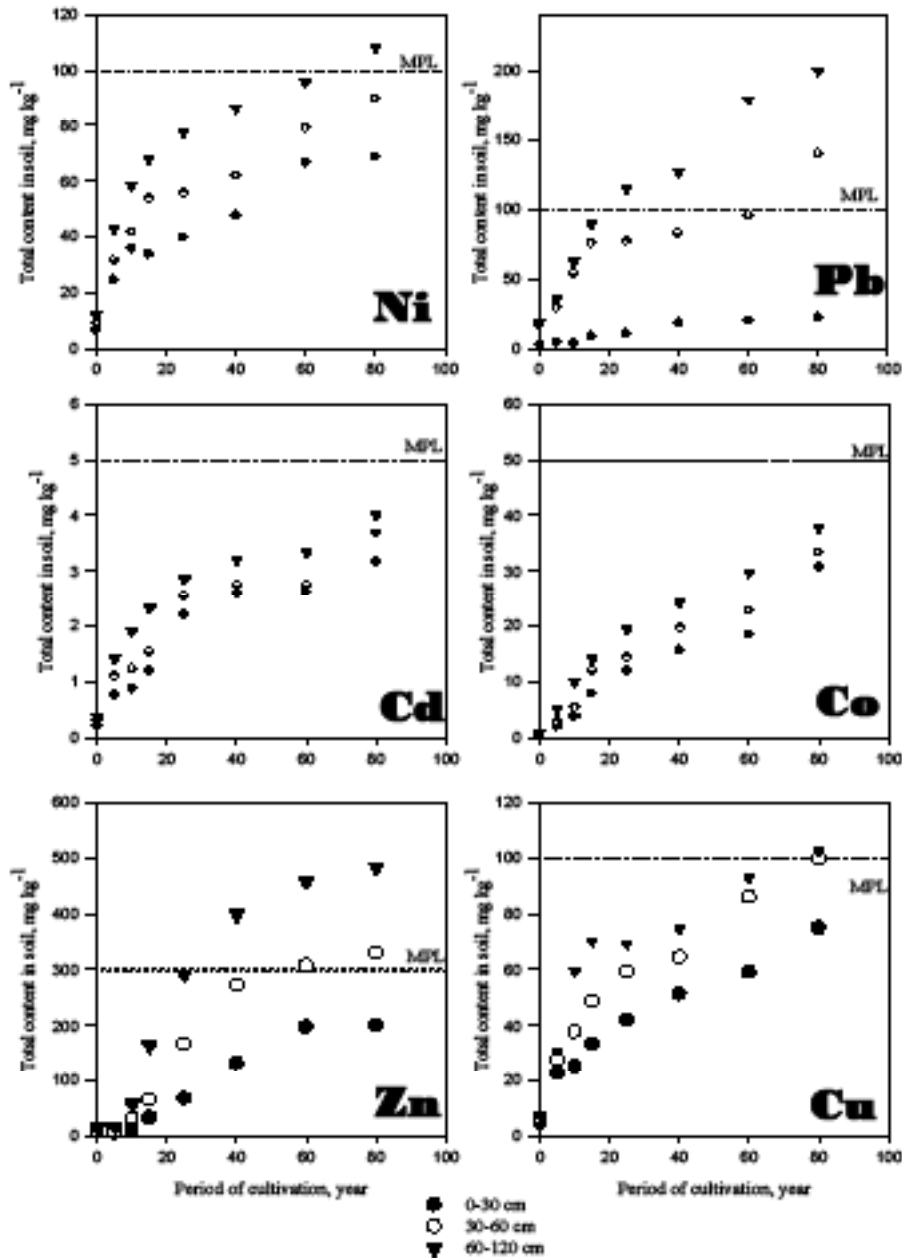 120
100
80
60
40
20
0
Total content in soil, mg kg-1
MPL
Ni
0 20 40 60 80 100
200
150
100
50
0
Total content in soil, mg kg-1
MPL
Pb
0 20 40 60 80 100
6
5
4
3
2
1
0
Total content in soil, mg kg-1
MPL
Cd
0 20 40 60 80 100
60
50
40
30
20
10
0
Total content in soil, mg kg-1
MPL
Co
0 20 40 60 80 100
600
500
400
300
200
100
0
Total content in soil, mg kg-1
MPL
Zn
0 20 40 60 80 100
Period of cultivation, year
120
100
80
60
40
20
0
Total content in soil, mg kg-1
MPL
Cu
0 20 40 60 80 100
Period of cultivation, year
0-30 cm
30-60 cm
60-120 cm